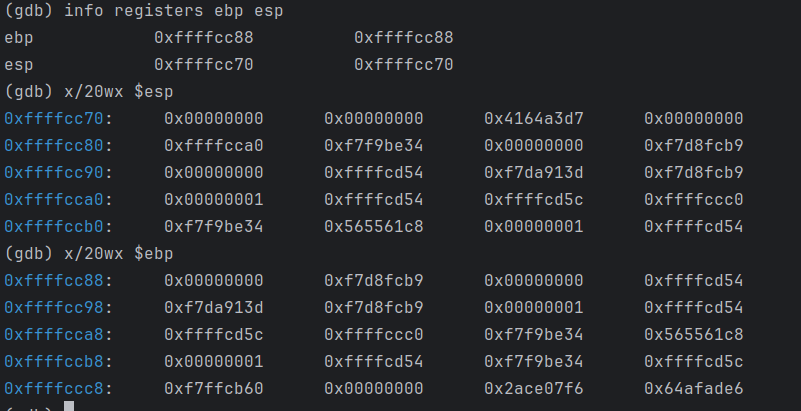 (gdb) info registers ebp esp
ebp 0xffffcc88 0xffffcc88
esp 0xffffcc70 0xffffcc70
(gdb) x/20wx $esp
0xffffcc70: 0x00000000 0x00000000 0x4164a3d7 0x00000000
0xffffcc80: 0xffffcca0 0xf7f9be34 0x00000000 0xf7d8fcb9
0xffffcc90: 0x00000000 0xffffcd54 0xf7da913d 0xf7d8fcb9
0xffffcca0: 0x00000001 0xffffcd54 0xffffcd5c 0xffffccc0
0xffffccb0: 0xf7f9be34 0x565561c8 0x00000001 0xffffcd54
(gdb) x/20wx $ebp
0xffffcc88: 0x00000000 0xf7d8fcb9 0x00000000 0xffffcd54
0xffffcc98: 0xf7da913d 0xf7d8fcb9 0x00000001 0xffffcd54
0xffffcca8: 0xffffcd5c 0xffffccc0 0xf7f9be34 0x565561c8
0xffffccb8: 0x00000001 0xffffcd54 0xf7f9be34 0xffffcd5c
0xffffccc8: 0xf7ffcb60 0x00000000 0x2ace07f6 0x64afade6
(gdb)